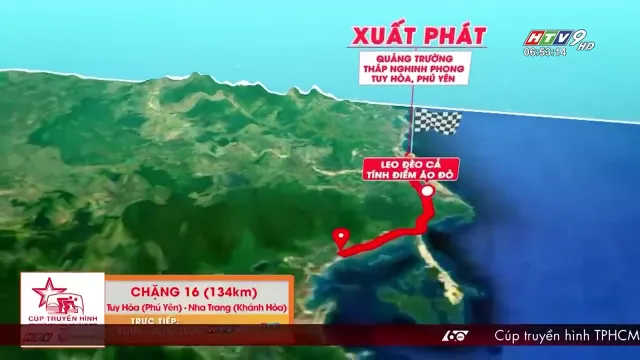 XUẤT PHÁT
QUẢNG TRƯỜNG
THÁP NGHINH PHONG
TUY HÒA, PHÚ YÊN
HTV9 HD
06:53:14
LEO ĐÈO CẢ
TÍNH ĐIỂM ÁO ĐỎ
CHẶNG 16 (134km)
Tuy Hòa (Phú Yên) - Nha Trang (Khánh Hòa)
TRỰC TIẾP:
CÚP TRUYỀN HÌNH
60
Cúp truyền hình TPHCM